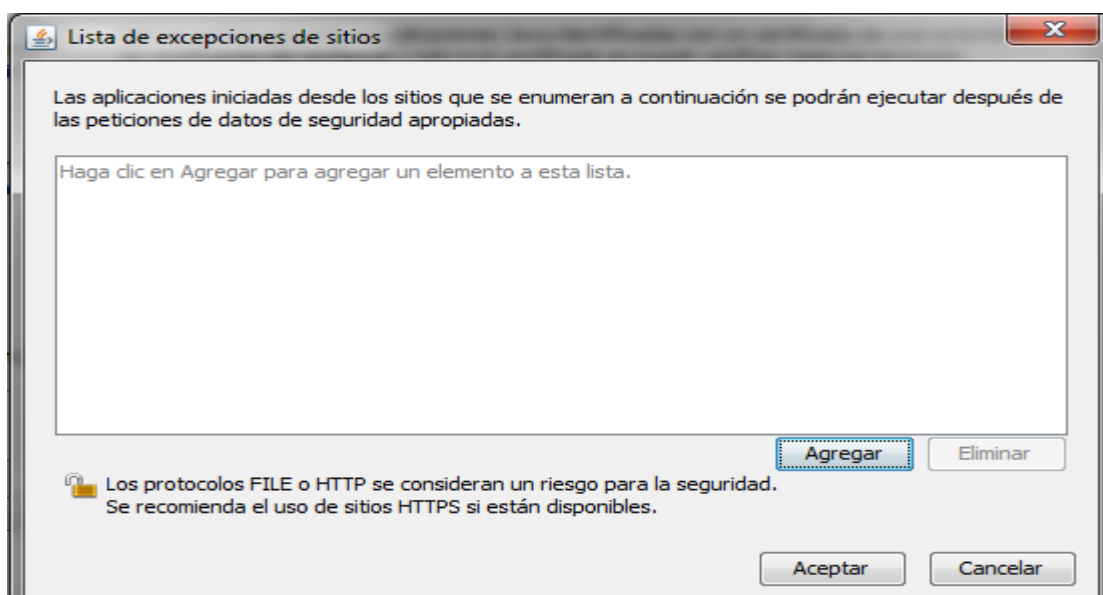 Lista de excepciones de sitios
Las aplicaciones iniciadas desde los sitios que se enumeran a continuación se podrán ejecutar después de
las peticiones de datos de seguridad apropiadas.
Haga clic en Agregar para agregar un elemento a esta lista.
Agregar
Eliminar
Los protocolos FILE o HTTP se consideran un riesgo para la seguridad.
Se recomienda el uso de sitios HTTPS si están disponibles.
Aceptar
Cancelar